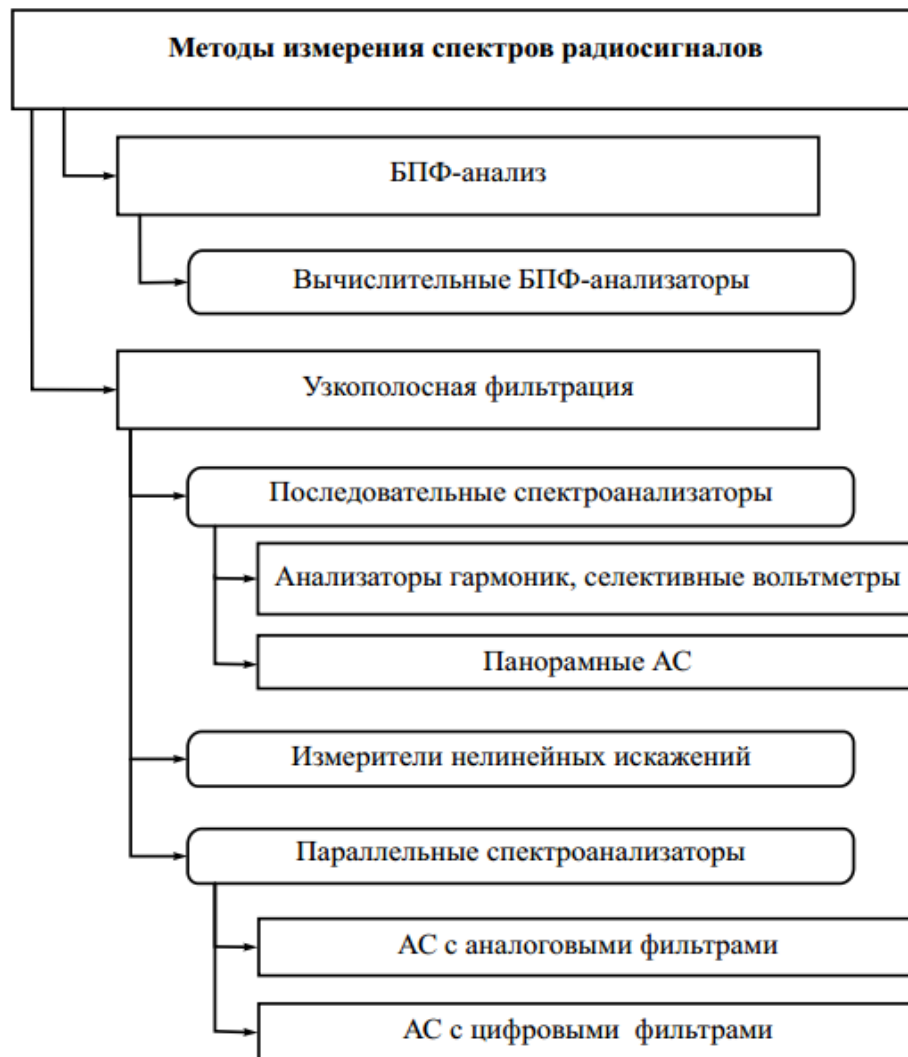 Методы измерения спектров радиосигналов
БПФ-анализ
Вычислительные БПФ-анализаторы
Узкополосная фильтрация
Последовательные спектроанализаторы
Анализаторы гармоник, селективные вольтметры
Панорамные АС
Измерители нелинейных искажений
Параллельные спектроанализаторы
АС с аналоговыми фильтрами
АС с цифровыми фильтрами